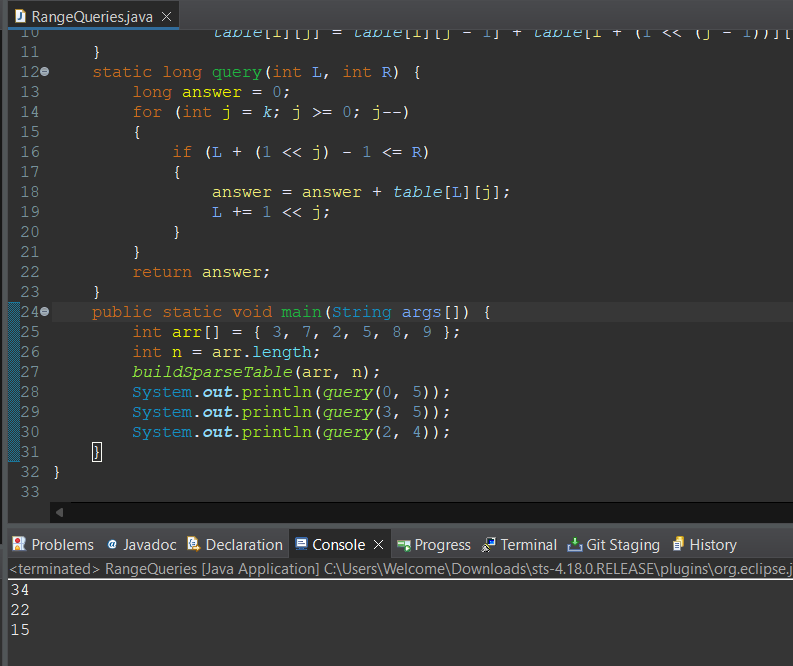 RangeQueries.java
10 table[i][j] = table[i][j - 1] + table[i + (1 << (j - 1))][
11 }
12 static long query(int L, int R) {
13 long answer = 0;
14 for (int j = k; j >= 0; j--)
15 {
16 if (L + (1 << j) - 1 <= R)
17 {
18 answer = answer + table[L][j];
19 L += 1 << j;
20 }
21 }
22 return answer;
23 }
24 public static void main(String args[]) {
25 int arr[] = { 3, 7, 2, 5, 8, 9 };
26 int n = arr.length;
27 buildSparseTable(arr, n);
28 System.out.println(query(0, 5));
29 System.out.println(query(3, 5));
30 System.out.println(query(2, 4));
31 }
32 }
33
Problems @ Javadoc Declaration Console Progress Terminal Git Staging History
<terminated> RangeQueries [Java Application] C:\Users\Welcome\Downloads\sts-4.18.0.RELEASE\plugins\org.eclipse.j
34
22
15